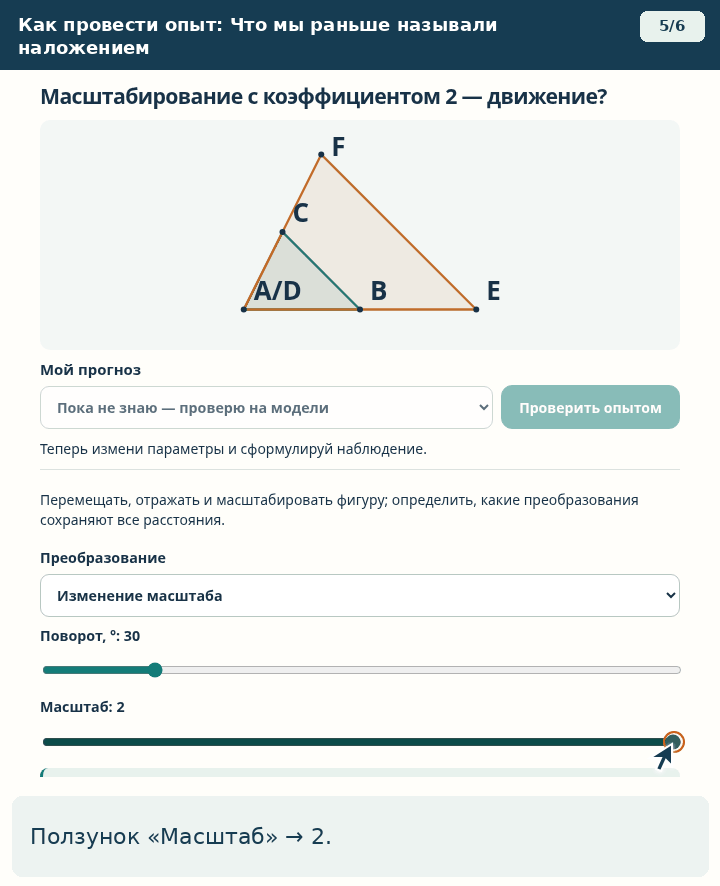 Как провести опыт: Что мы раньше называли
наложением
5/6
Масштабирование с коэффициентом 2 — движение?
F
C
A/D
B
E
Мой прогноз
Пока не знаю — проверю на модели
Проверить опытом
Теперь измени параметры и сформулируй наблюдение.
Перемещать, отражать и масштабировать фигуру; определить, какие преобразования
сохраняют все расстояния.
Преобразование
Изменение масштаба
Поворот, °: 30
Масштаб: 2
Ползунок «Масштаб» → 2.